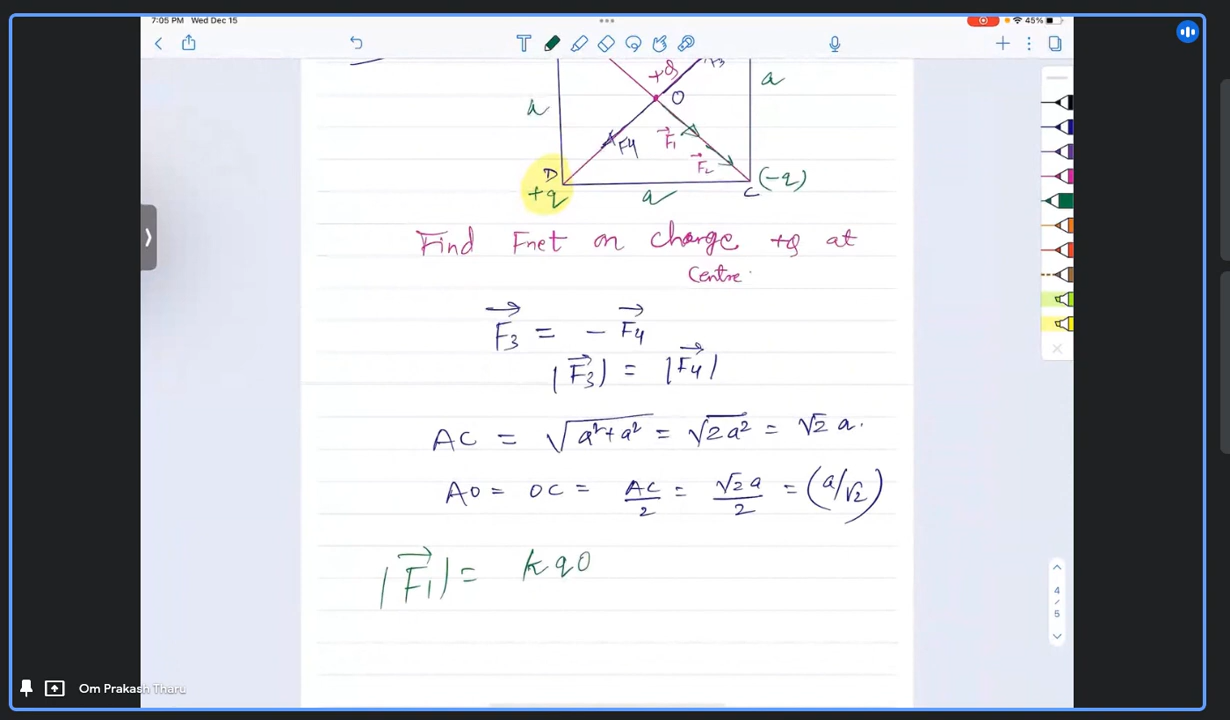 7:05 PM Wed Dec 15
45%
T
+Q
F3
O
a
a
F4
F1
F2
D
+q
a
C
(-q)
Find Fnet on charge +Q at
Centre
F3 = - F4
|F3| = |F4|
AC = √a²+a² = √2a² = √2 a.
AO = OC = AC/2 = √2a/2 = (a/√2)
|F1| = kq0
4
/
5
Om Prakash Tharu